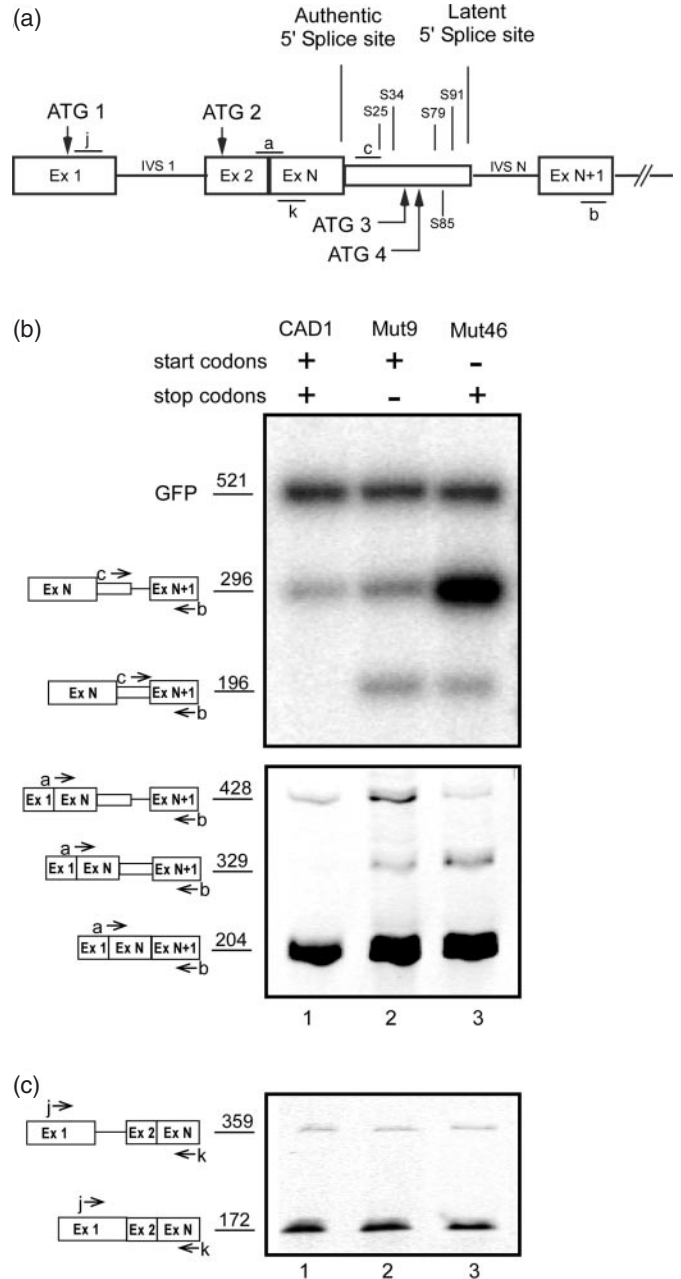 (a)
Authentic
5' Splice site
Latent
5' Splice site
ATG 1
j
ATG 2
a
c
S25
S34
S79
S91
Ex 1
IVS 1
Ex 2
Ex N
IVS N
Ex N+1
k
ATG 3
ATG 4
S85
b
(b)
CAD1 Mut9 Mut46
start codons + + -
stop codons + - +
GFP 521
c
Ex N Ex N+1 296
b
c
Ex N Ex N+1 196
b
a
Ex 1 Ex N Ex N+1 428
b
a
Ex 1 Ex N Ex N+1 329
b
a
Ex 1 Ex N Ex N+1 204
b
1 2 3
(c)
j
Ex 1 Ex 2 Ex N 359
k
j
Ex 1 Ex 2 Ex N 172
k
1 2 3